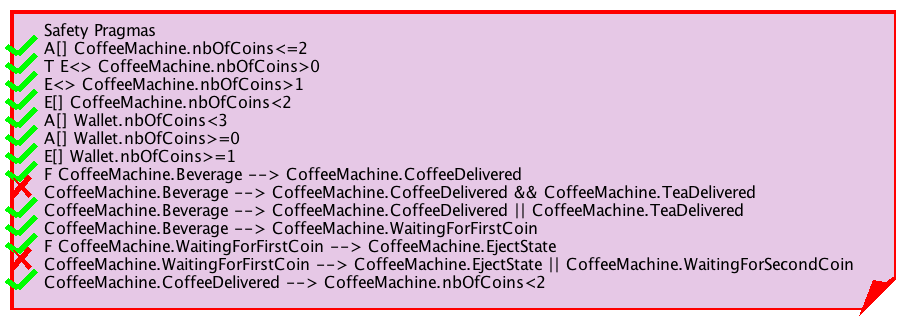 Safety Pragmas
A[] CoffeeMachine.nbOfCoins<=2
T E<> CoffeeMachine.nbOfCoins>0
E<> CoffeeMachine.nbOfCoins>1
E[] CoffeeMachine.nbOfCoins<2
A[] Wallet.nbOfCoins<3
A[] Wallet.nbOfCoins>=0
E[] Wallet.nbOfCoins>=1
F CoffeeMachine.Beverage --> CoffeeMachine.CoffeeDelivered
CoffeeMachine.Beverage --> CoffeeMachine.CoffeeDelivered && CoffeeMachine.TeaDelivered
CoffeeMachine.Beverage --> CoffeeMachine.CoffeeDelivered || CoffeeMachine.TeaDelivered
CoffeeMachine.Beverage --> CoffeeMachine.WaitingForFirstCoin
F CoffeeMachine.WaitingForFirstCoin --> CoffeeMachine.EjectState
CoffeeMachine.WaitingForFirstCoin --> CoffeeMachine.EjectState || CoffeeMachine.WaitingForSecondCoin
CoffeeMachine.CoffeeDelivered --> CoffeeMachine.nbOfCoins<2